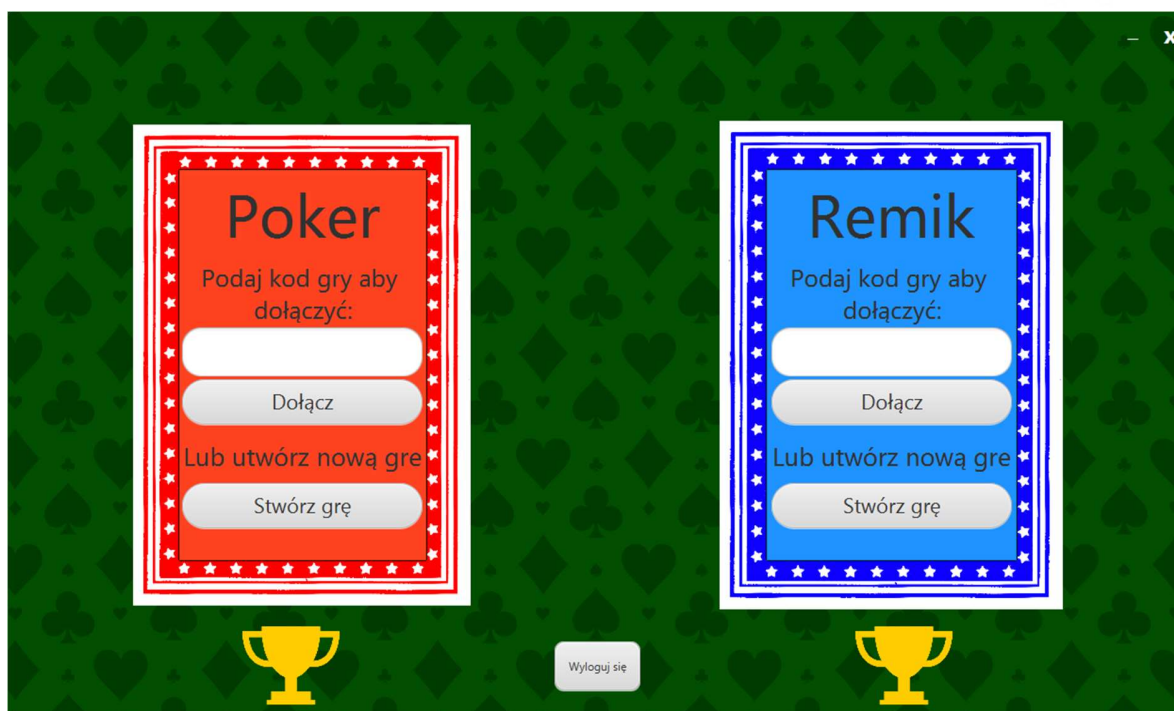 Poker
Podaj kod gry aby
dołączyć:
Dołącz
Lub utwórz nową gre
Stwórz grę
Remik
Podaj kod gry aby
dołączyć:
Dołącz
Lub utwórz nową gre
Stwórz grę
Wyloguj się